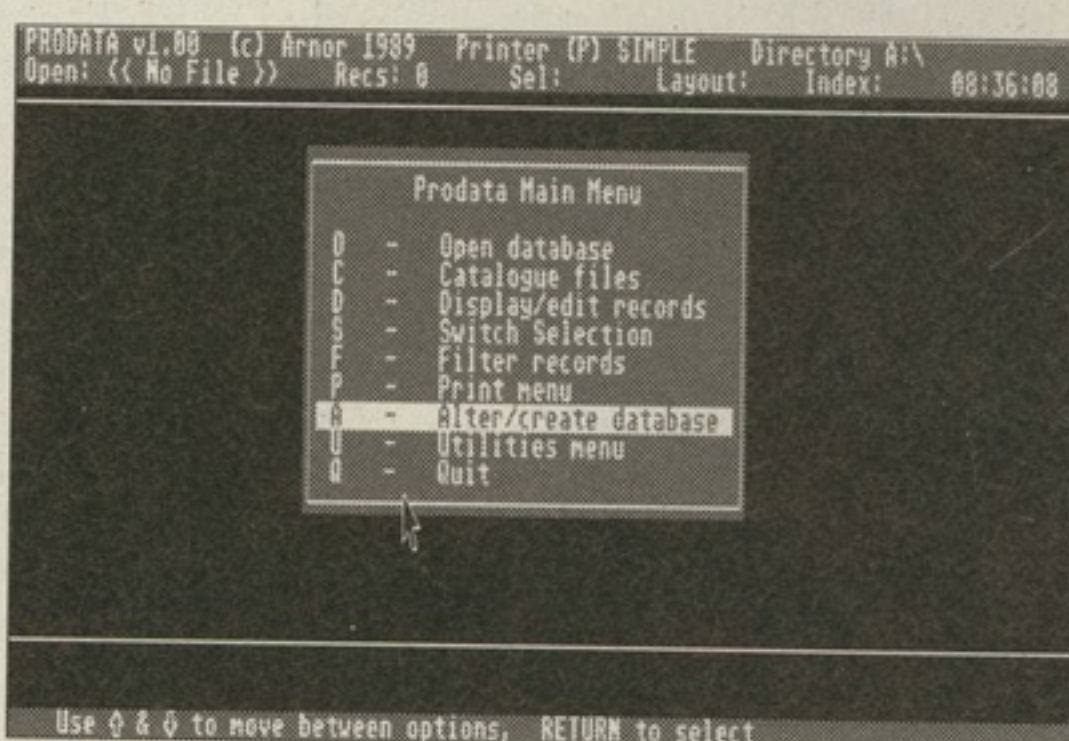 PRODATA v1.00 (c) Arnor 1989 Printer (P) SIMPLE Directory A:\
Open: << No File >> Recs: 0 Sel: Layout: Index: 08:36:08
Prodata Main Menu
O - Open database
C - Catalogue files
D - Display/edit records
S - Switch Selection
F - Filter records
P - Print menu
A - Alter/create database
U - Utilities menu
Q - Quit
Use ⇧ & ⇩ to move between options, RETURN to select